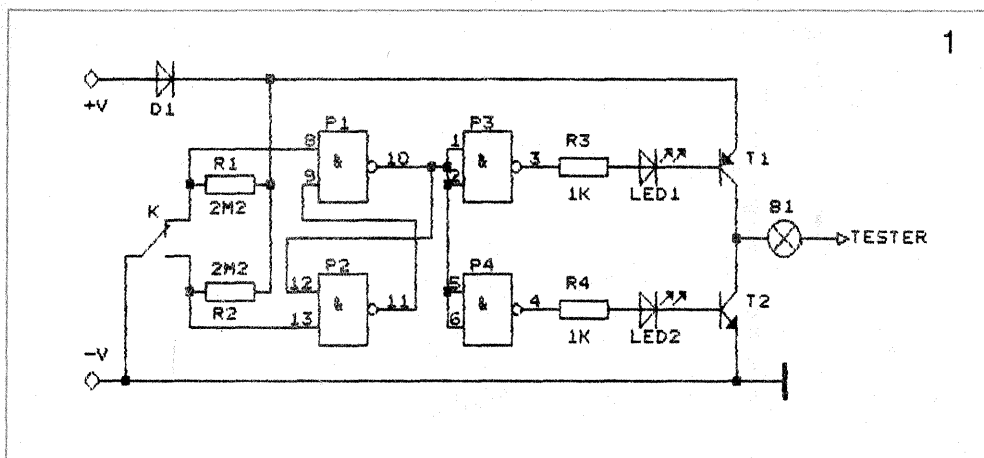 1
+V
D1
P1
P3
8
&
10
9
1
&
3
2
R3
1K
LED1
T1
R1
2M2
K
B1
TESTER
2M2
R2
P2
P4
12
&
11
13
5
&
4
6
R4
1K
LED2
T2
-V